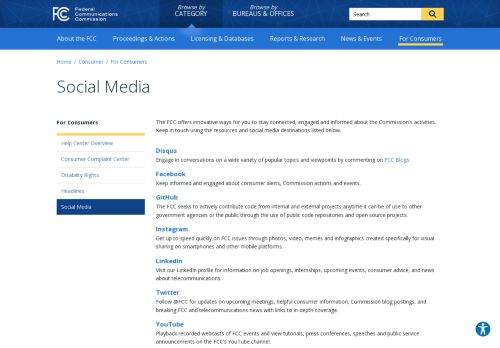 FCC Federal Communications Commission
Browse by CATEGORY
Browse by BUREAUS & OFFICES
Search
About the FCC
Proceedings & Actions
Licensing & Databases
Reports & Research
News & Events
For Consumers
Home / Consumer / For Consumers
Social Media
For Consumers
Help Center Overview
Consumer Complaint Center
Disability Rights
Headlines
Social Media
The FCC offers innovative ways for you to stay connected, engaged and informed about the Commission's activities.
Keep in touch using the resources and social media destinations listed below.
Disqus
Engage in conversations on a wide variety of popular topics and viewpoints by commenting on FCC Blogs.
Facebook
Keep informed and engaged about consumer alerts, Commission actions and events.
GitHub
The FCC seeks to actively contribute code from internal and external projects anytime it can be of use to other
government agencies or the public through the use of public code repositories and open source projects.
Instagram
Get up to speed quickly on FCC issues through photos, video, memes and infographics created specifically for visual
sharing on smartphones and other mobile platforms.
LinkedIn
Visit our LinkedIn profile for information on job openings, internships, upcoming events, consumer advice, and news about
telecommunications.
Twitter
Follow @FCC for updates on upcoming meetings, helpful consumer information, Commission blog postings, and
breaking FCC and telecommunications news with links to in-depth coverage.
YouTube
Playback recorded webcasts of FCC events and view tutorials, press conferences, speeches and public service
announcements on the FCC's YouTube channel.